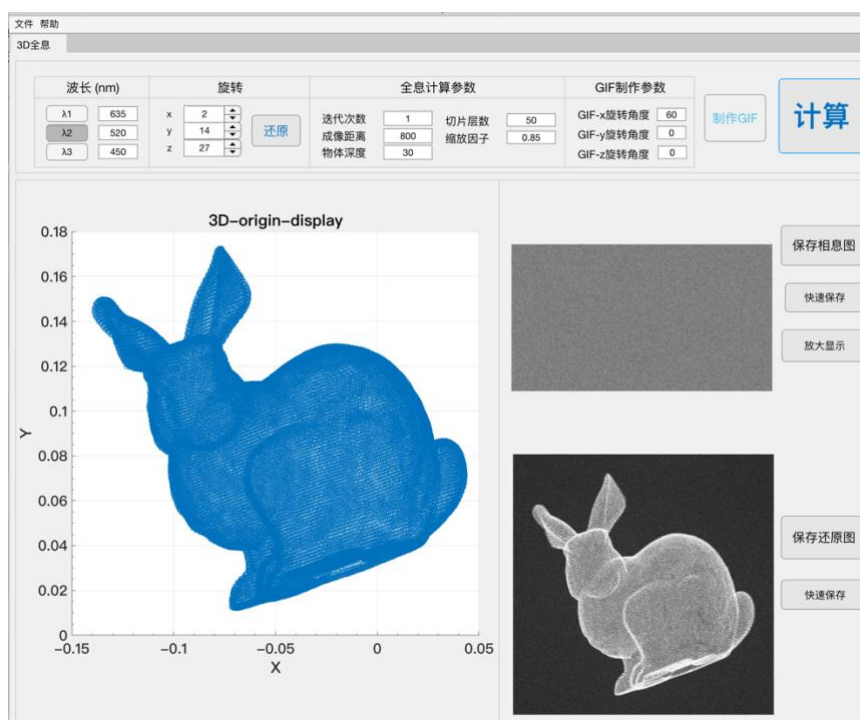 文件 帮助
3D全息
波长 (nm) 旋转 全息计算参数 GIF制作参数
λ1 635
λ2 520
λ3 450
x 2
y 14
z 27
还原
迭代次数 1 切片层数 50
成像距离 800 缩放因子 0.85
物体深度 30
GIF-x旋转角度 60
GIF-y旋转角度 0
GIF-z旋转角度 0
制作GIF
计算
3D-origin-display
0.18
0.16
0.14
0.12
0.1
0.08
0.06
0.04
0.02
0
Y
-0.15 -0.1 -0.05 0 0.05
X
保存相息图
快速保存
放大显示
保存还原图
快速保存